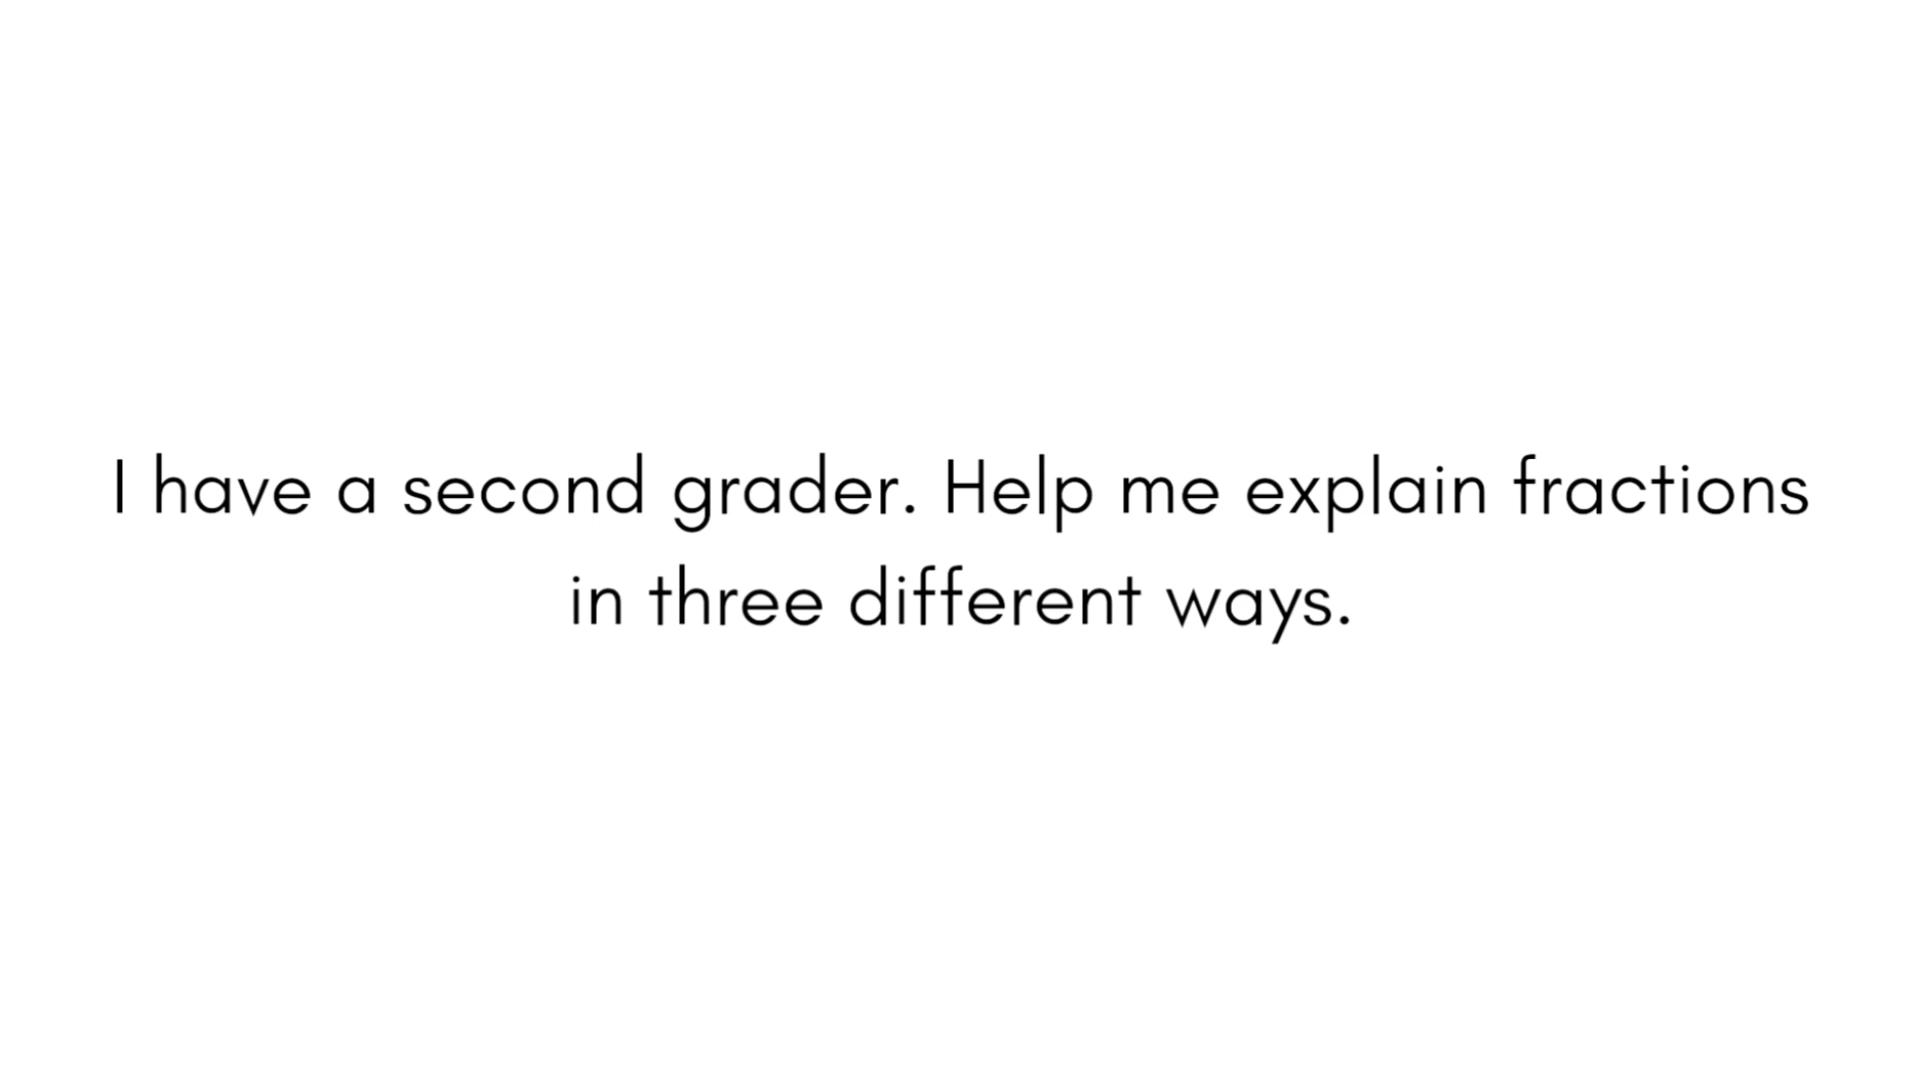 I have a second grader. Help me explain fractions
in three different ways.